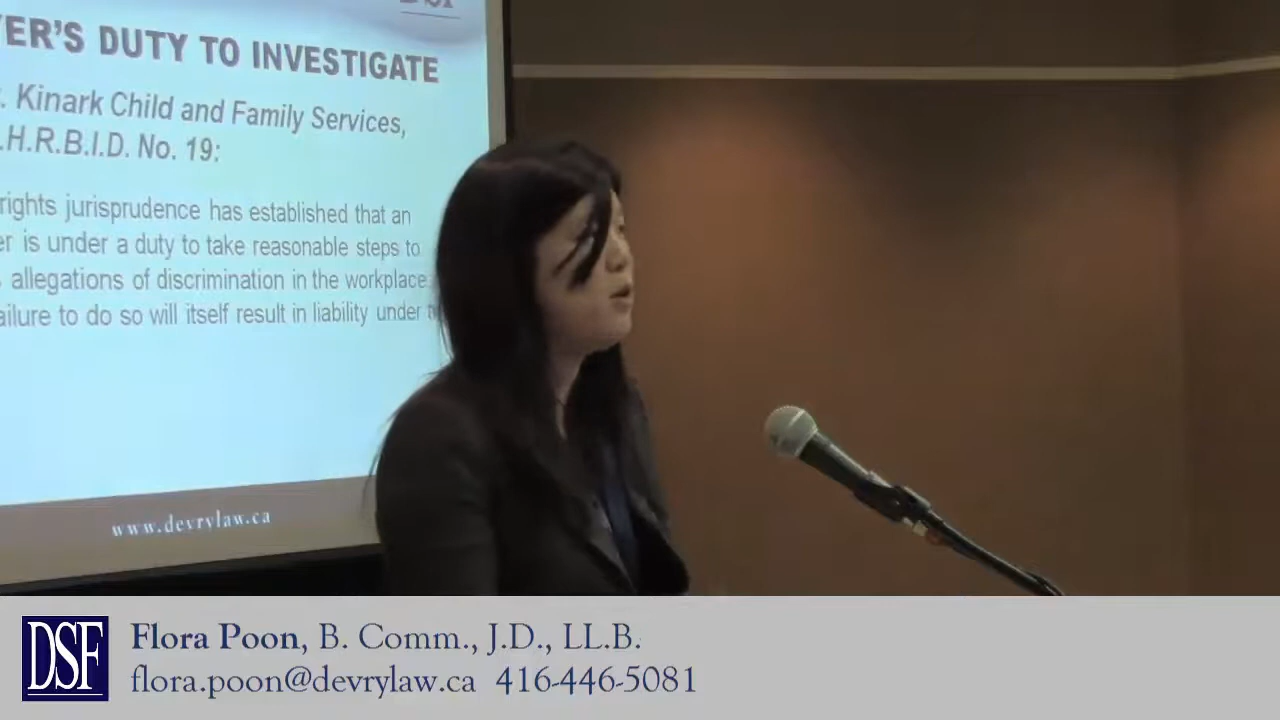 DSF
YER'S DUTY TO INVESTIGATE
. Kinark Child and Family Services,
.H.R.B.I.D. No. 19:
rights jurisprudence has established that an
er is under a duty to take reasonable steps to
allegations of discrimination in the workplace
ailure to do so will itself result in liability under
www.devrylaw.ca
DSF
Flora Poon, B. Comm., J.D., LL.B.
flora.poon@devrylaw.ca 416-446-5081